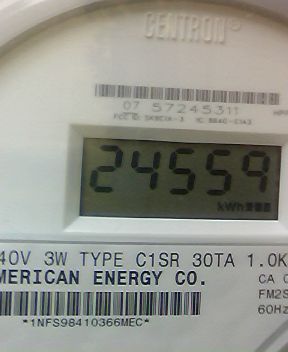 CENTRON®
07 57245311
24559
kWh
40V 3W TYPE C1SR 30TA 1.0K
MERICAN ENERGY CO.
CA
FM2S
60Hz
*1NFS98410366MEC*